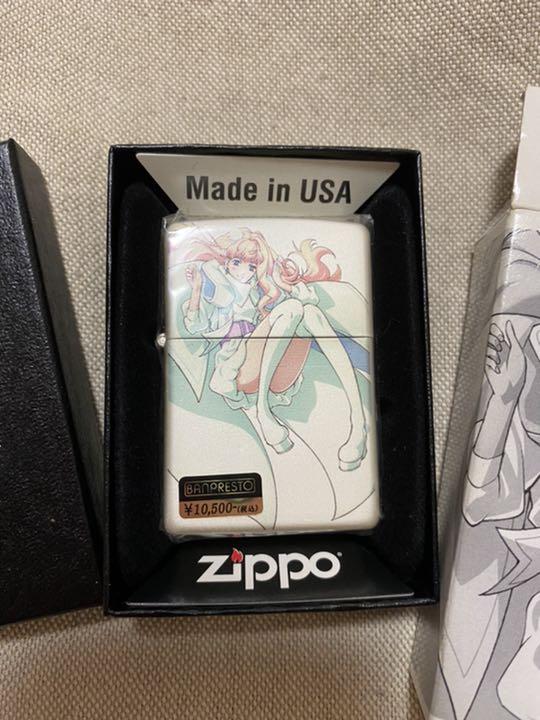 Made in USA
BANPRESTO
¥10,500-(税込)
zippo